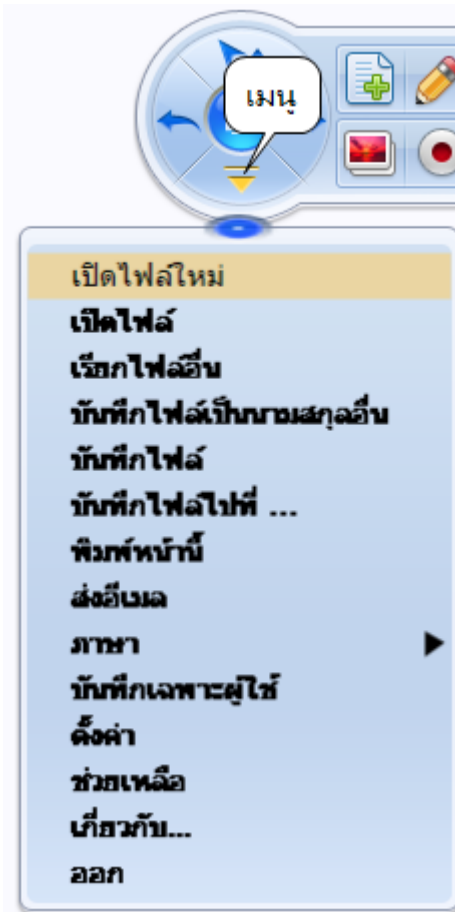 เมนู
เปิดไฟล์ใหม่
เปิดไฟล์
เรียกไฟล์อื่น
บันทึกไฟล์เป็นนามสกุลอื่น
บันทึกไฟล์
บันทึกไฟล์ไปที่ ...
พิมพ์หน้านี้
ส่งอีเมล
ภาษา
บันทึกเฉพาะผู้ใช้
ตั้งค่า
ช่วยเหลือ
เกี่ยวกับ...
ออก